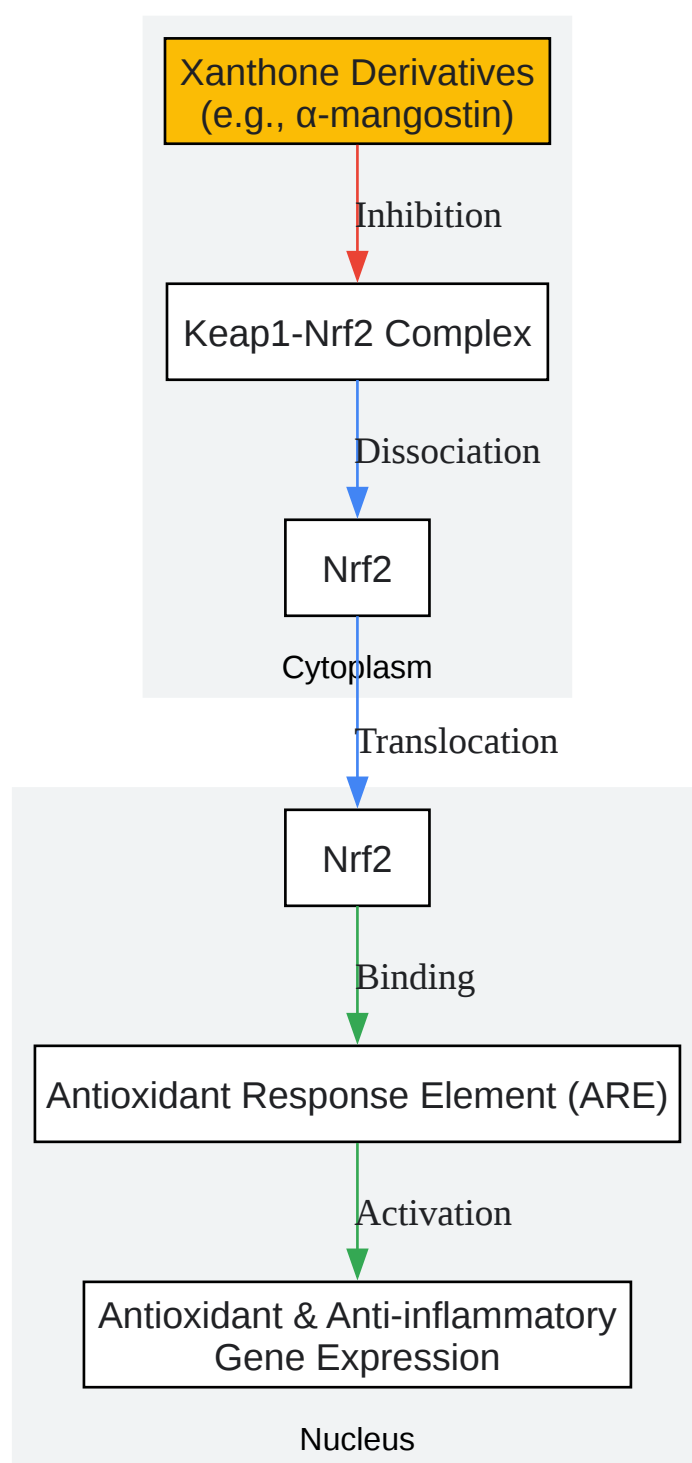 Xanthone Derivatives
(e.g., α-mangostin)
Inhibition
Keap1-Nrf2 Complex
Dissociation
Nrf2
Cytoplasm
Translocation
Nrf2
Binding
Antioxidant Response Element (ARE)
Activation
Antioxidant & Anti-inflammatory
Gene Expression
Nucleus